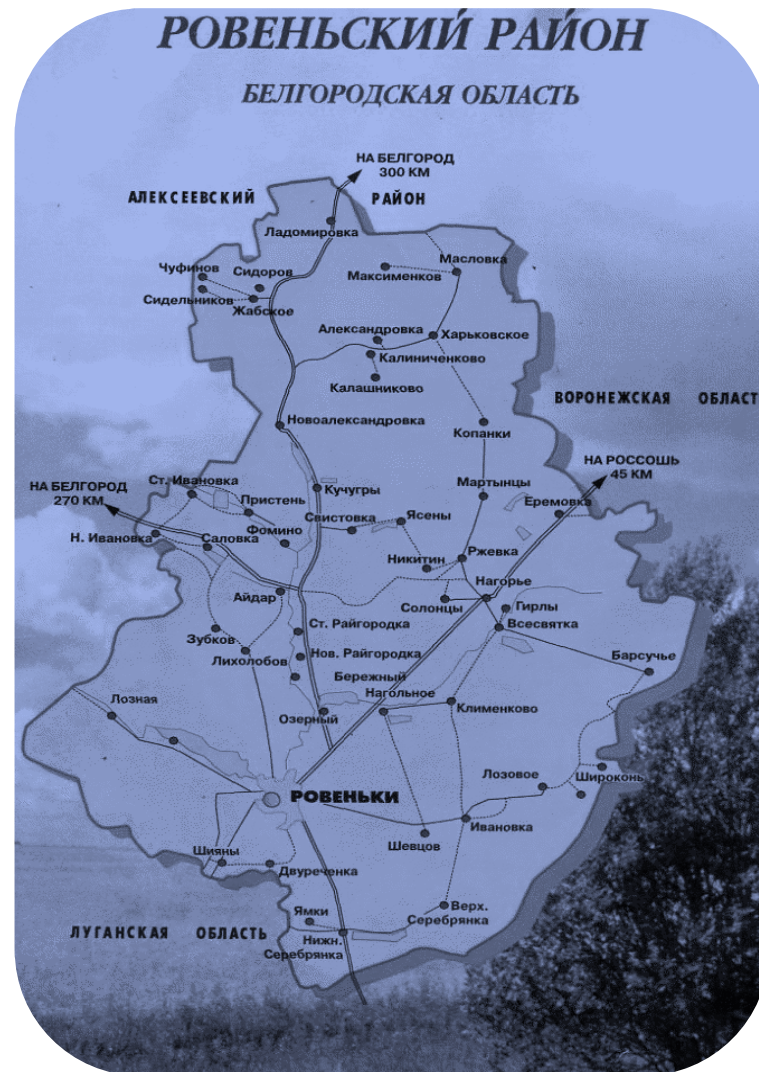 РОВЕНЬСКИЙ РАЙОН
БЕЛГОРОДСКАЯ ОБЛАСТЬ
НА БЕЛГОРОД
300 КМ
АЛЕКСЕЕВСКИЙ РАЙОН
Ладомировка
Масловка
Чуфинов
Сидоров
Максименков
Сидельников
Жабское
Александровка
Харьковское
Калиниченково
Калашниково
ВОРОНЕЖСКАЯ ОБЛАСТ
Новоалександровка
Копанки
НА РОССОШЬ
45 КМ
НА БЕЛГОРОД
270 КМ
Ст. Ивановка
Кучугры
Мартынцы
Пристень
Еремовка
Свистовка
Ясены
Фомино
Н. Ивановка
Саловка
Никитин
Ржевка
Нагорье
Айдар
Солонцы
Гирлы
Ст. Райгородка
Всесвятка
Зубков
Нов. Райгородка
Барсучье
Лихолобов
Бережный
Нагольное
Лозная
Клименково
Озерный
Лозовое
Широконь
РОВЕНЬКИ
Ивановка
Шевцов
Шияны
Двуреченка
Ямки
Верх.
Серебрянка
ЛУГАНСКАЯ ОБЛАСТЬ
Нижн.
Серебрянка